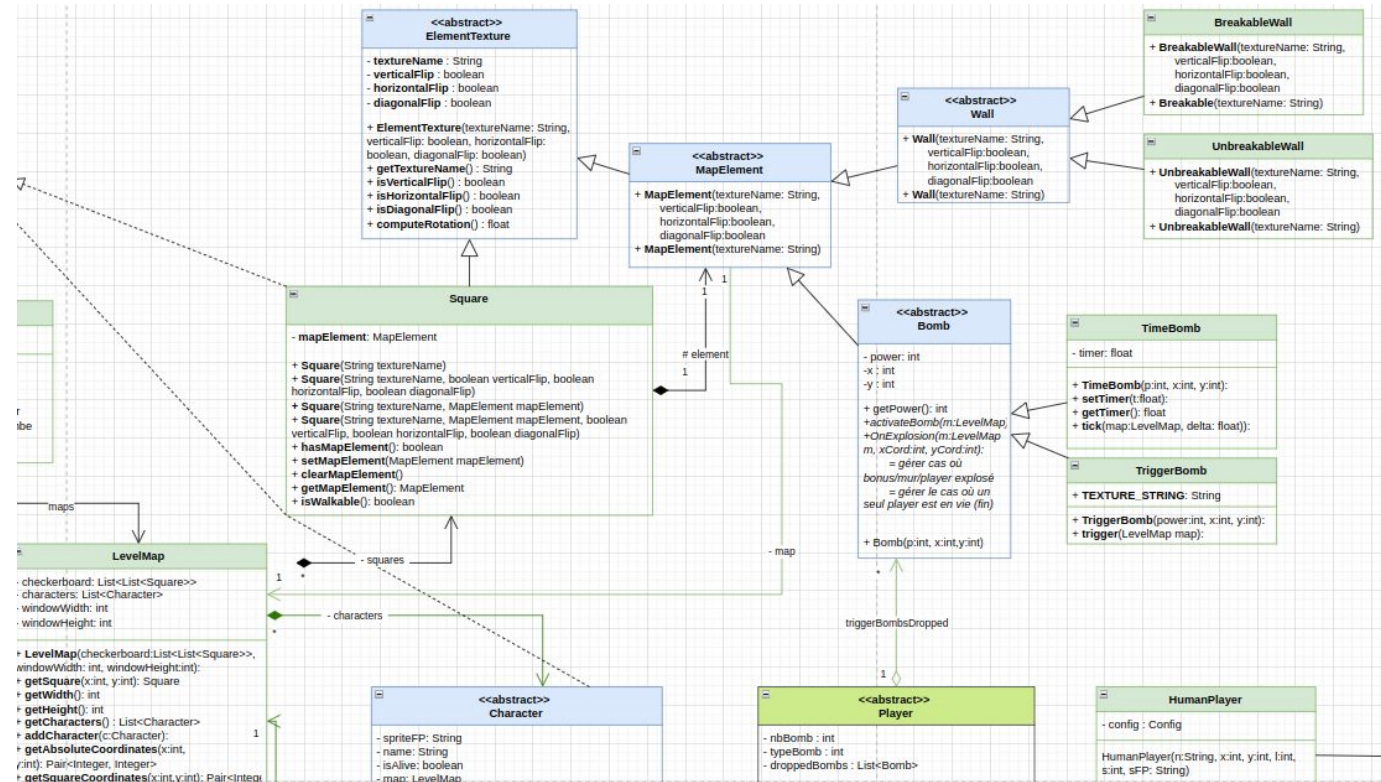 <<abstract>>
ElementTexture
- textureName : String
- verticalFlip : boolean
- horizontalFlip : boolean
- diagonalFlip : boolean
+ ElementTexture(textureName: String,
verticalFlip: boolean, horizontalFlip:
boolean, diagonalFlip: boolean)
+ getTextureName() : String
+ isVerticalFlip() : boolean
+ isHorizontalFlip() : boolean
+ isDiagonalFlip() : boolean
+ computeRotation() : float
<<abstract>>
MapElement
+ MapElement(textureName: String,
verticalFlip:boolean,
horizontalFlip:boolean,
diagonalFlip:boolean
+ MapElement(textureName: String)
<<abstract>>
Wall
+ Wall(textureName: String,
verticalFlip:boolean,
horizontalFlip:boolean,
diagonalFlip:boolean
+ Wall(textureName: String)
BreakableWall
+ BreakableWall(textureName: String,
verticalFlip:boolean,
horizontalFlip:boolean,
diagonalFlip:boolean
+ Breakable(textureName: String)
UnbreakableWall
+ UnbreakableWall(textureName: String,
verticalFlip:boolean,
horizontalFlip:boolean,
diagonalFlip:boolean
+ UnbreakableWall(textureName: String)
Square
- mapElement: MapElement
+ Square(String textureName)
+ Square(String textureName, boolean verticalFlip, boolean
horizontalFlip, boolean diagonalFlip)
+ Square(String textureName, MapElement mapElement)
+ Square(String textureName, MapElement mapElement, boolean
verticalFlip, boolean horizontalFlip, boolean diagonalFlip)
+ hasMapElement(): boolean
+ setMapElement(MapElement mapElement)
+ clearMapElement()
+ getMapElement(): MapElement
+ isWalkable(): boolean
1
1
# element
1
<<abstract>>
Bomb
- power: int
-x : int
-y : int
+ getPower(): int
+activateBomb(m:LevelMap)
+OnExplosion(m:LevelMap
m, xCord:int, yCord:int):
= gérer cas où
bonus/mur/player explosé
= gérer le cas où un
seul player est en vie (fin)
+ Bomb(p:int, x:int,y:int)
TimeBomb
- timer: float
+ TimeBomb(p:int, x:int, y:int):
+ setTimer(t:float):
+ getTimer(): float
+ tick(map:LevelMap, delta: float)):
TriggerBomb
+ TEXTURE_STRING: String
+ TriggerBomb(power:int, x:int, y:int):
+ trigger(LevelMap map):
r
nbe
maps
LevelMap
- checkerboard: List<List<Square>>
- characters: List<Character>
- windowWidth: int
- windowHeight: int
+ LevelMap(checkerboard:List<List<Square>>,
windowWidth: int, windowHeight:int):
+ getSquare(x:int, y:int): Square
+ getWidth(): int
+ getHeight(): int
+ getCharacters() : List<Character>
+ addCharacter(c:Character):
+ getAbsoluteCoordinates(x:int,
y:int): Pair<Integer, Integer>
+ getSquareCoordinates(x:int,y:int): Pair<Intege
1
*
- squares
- map
- characters
*
1
*
triggerBombsDropped
1
<<abstract>>
Character
- spriteFP: String
- name: String
- isAlive: boolean
- map: LevelMap
<<abstract>>
Player
- nbBomb : int
- typeBomb : int
- droppedBombs : List<Bomb>
HumanPlayer
- config : Config
HumanPlayer(n:String, x:int, y:int, l:int,
s:int, sFP: String)